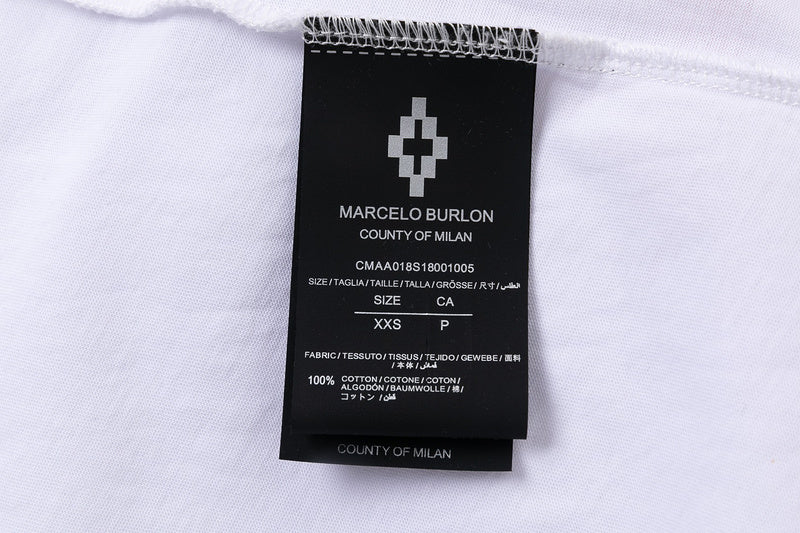 MARCELO BURLON
COUNTY OF MILAN
CMAA018S18001005
SIZE / TAGLIA / TAILLE / TALLA / GRÖSSE / 尺寸 /
SIZE CA
XXS P
FABRIC / TESSUTO / TISSUS / TEJIDO / GEWEBE / 面料
/ 本体 / قماش
100% COTTON / COTONE / COTON /
ALGODÓN / BAUMWOLLE / 棉 /
コットン / قطن
COUNTY OF MILAN